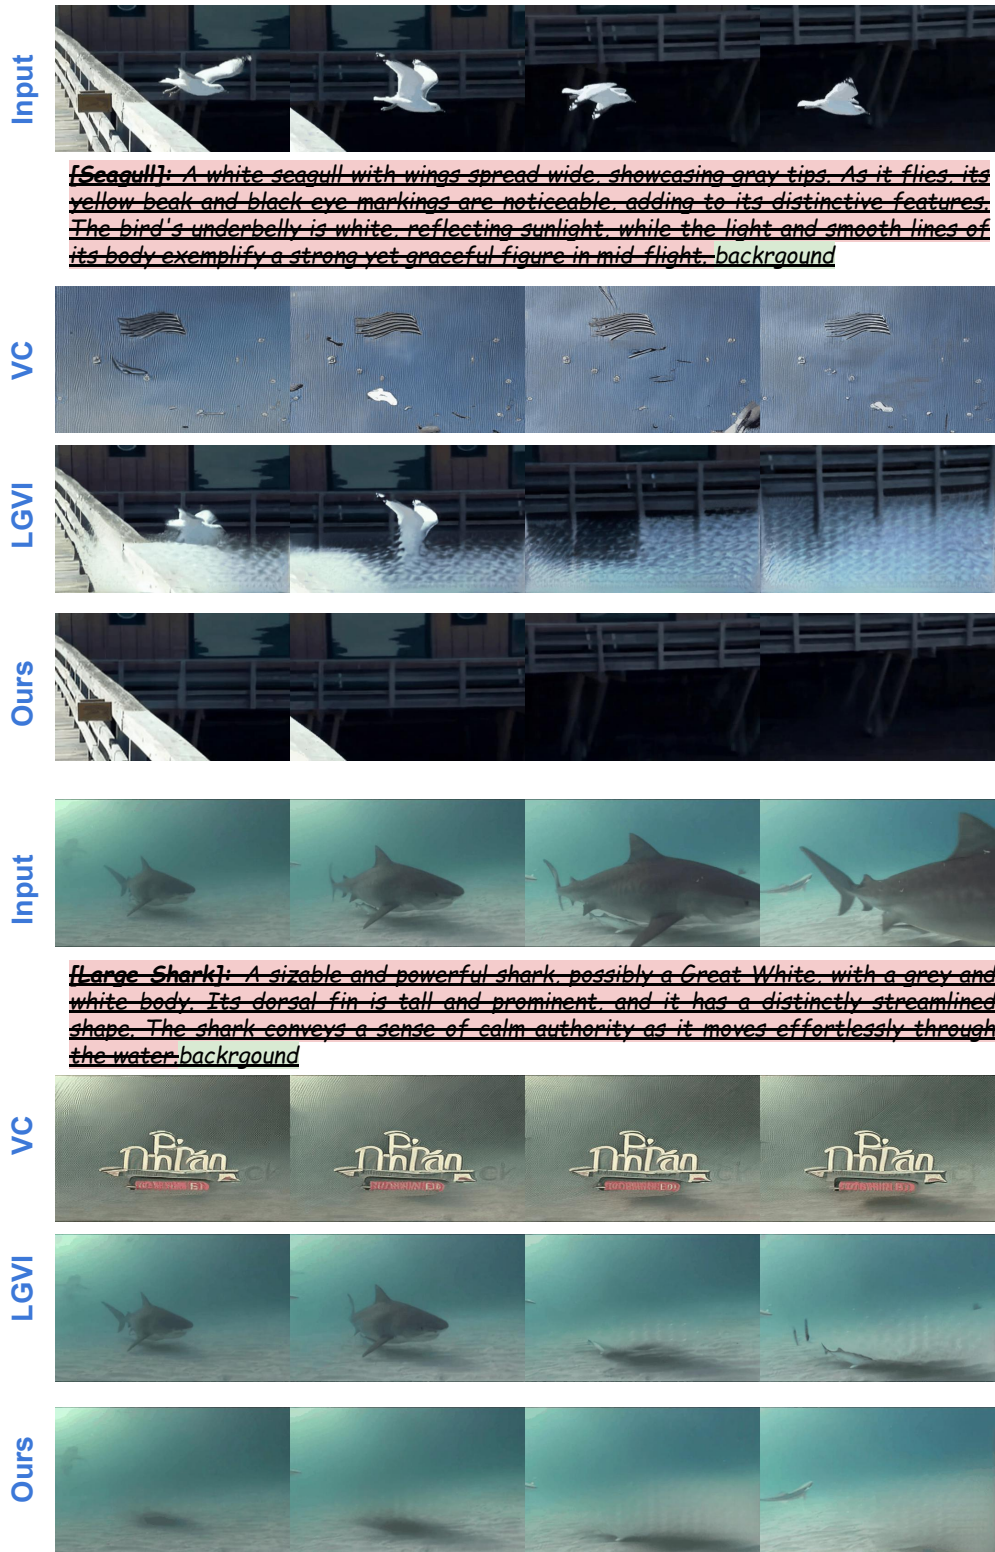 Input
[Seagull]: A white seagull with wings spread wide, showcasing gray tips. As it flies, its
yellow beak and black eye markings are noticeable, adding to its distinctive features.
The bird's underbelly is white, reflecting sunlight, while the light and smooth lines of
its body exemplify a strong yet graceful figure in mid-flight. backrgound
VC
LGVI
Ours
Input
[Large Shark]: A sizable and powerful shark, possibly a Great White, with a grey and
white body. Its dorsal fin is tall and prominent, and it has a distinctly streamlined
shape. The shark conveys a sense of calm authority as it moves effortlessly through
the water.backrgound
VC
LGVI
Ours